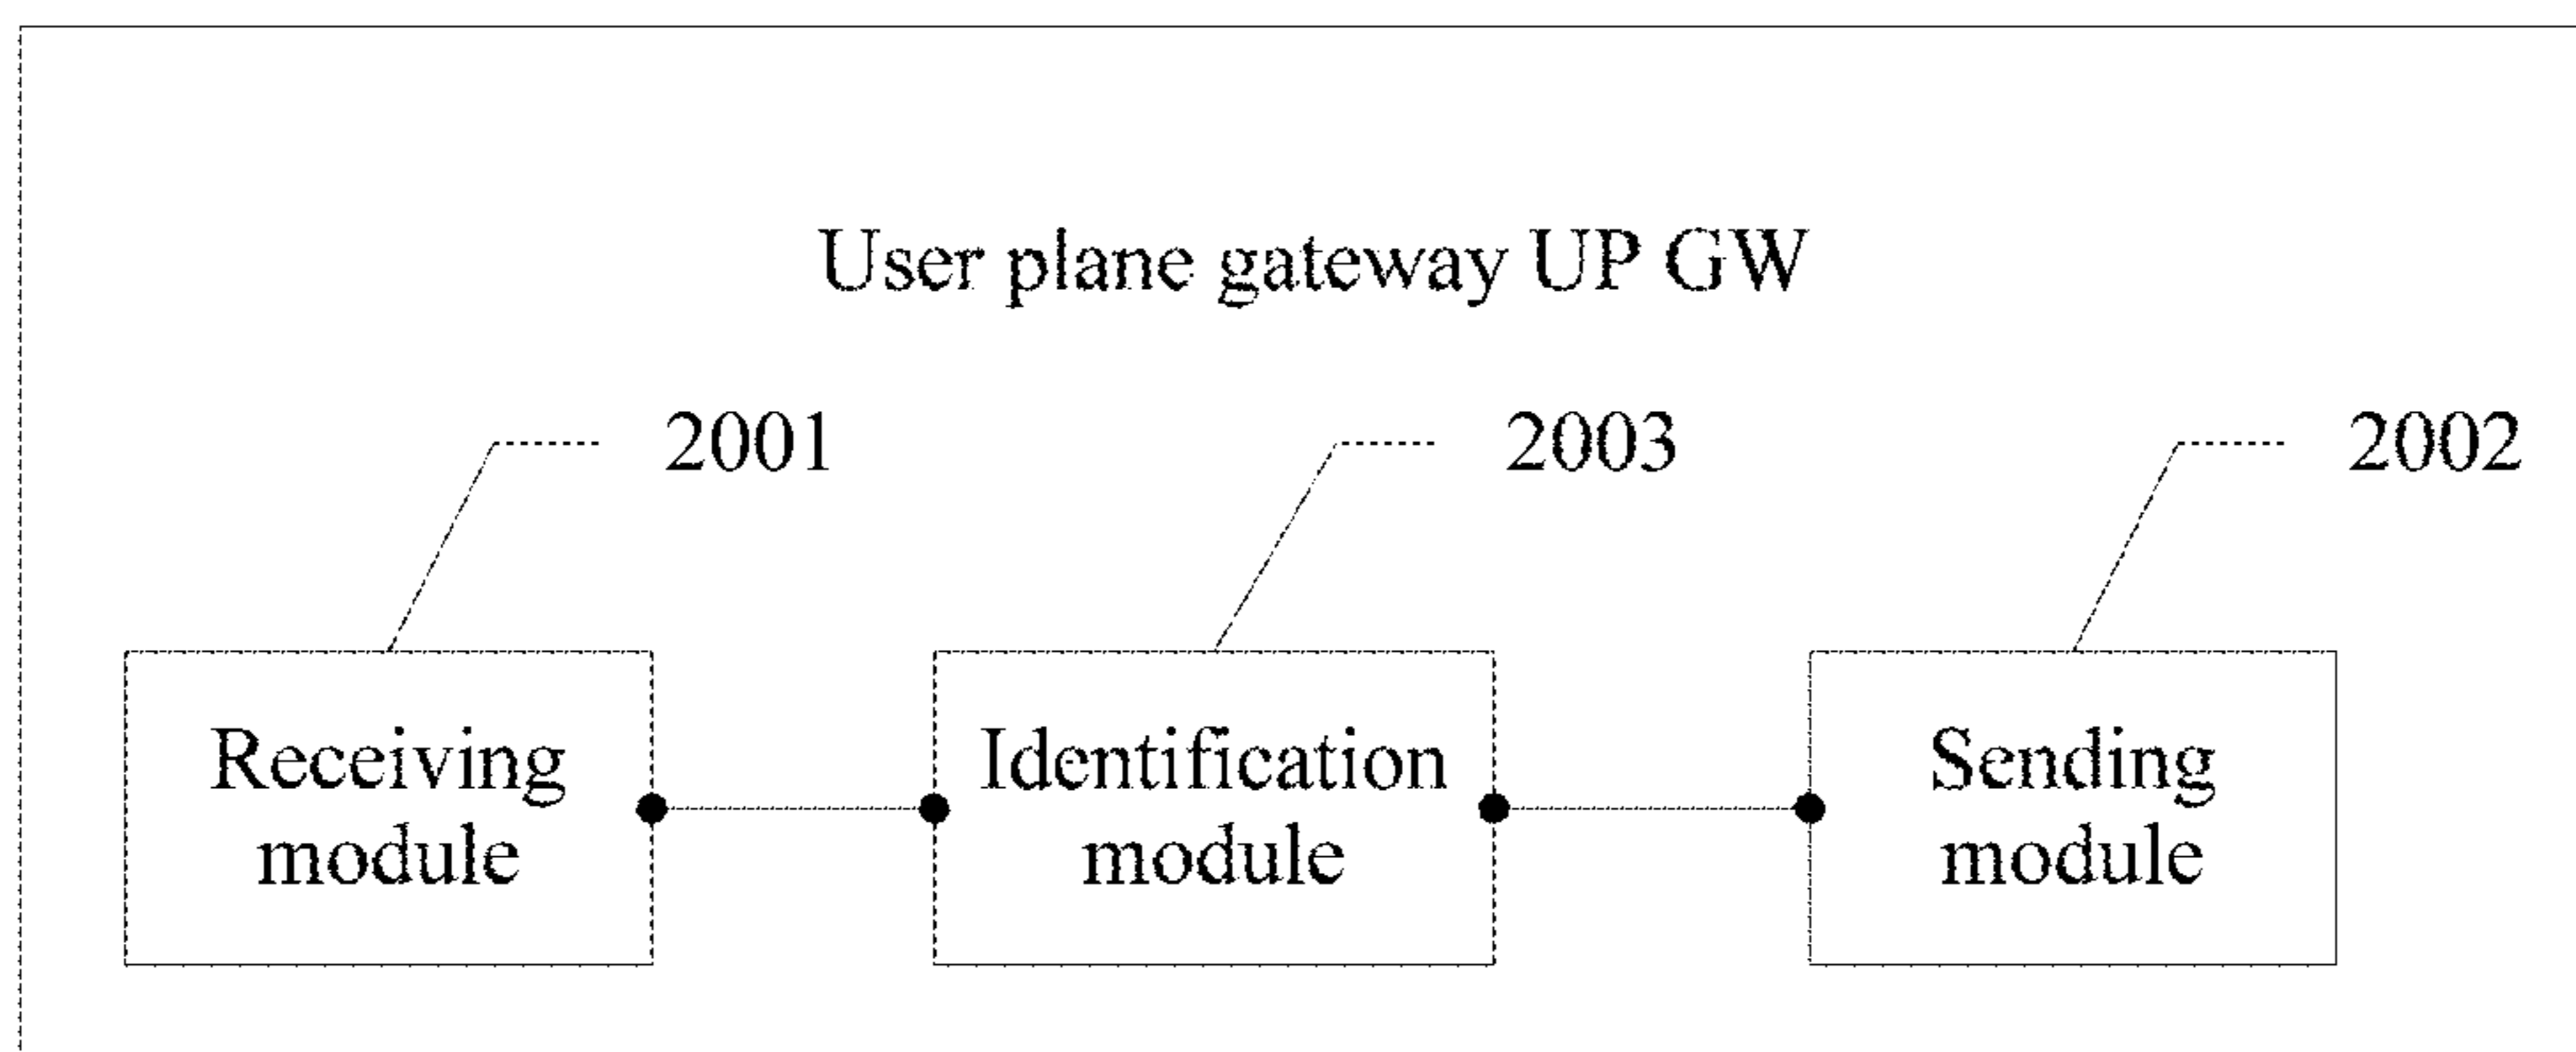 User plane gateway UP GW
2001
2003
2002
Receiving
module
Identification
module
Sending
module